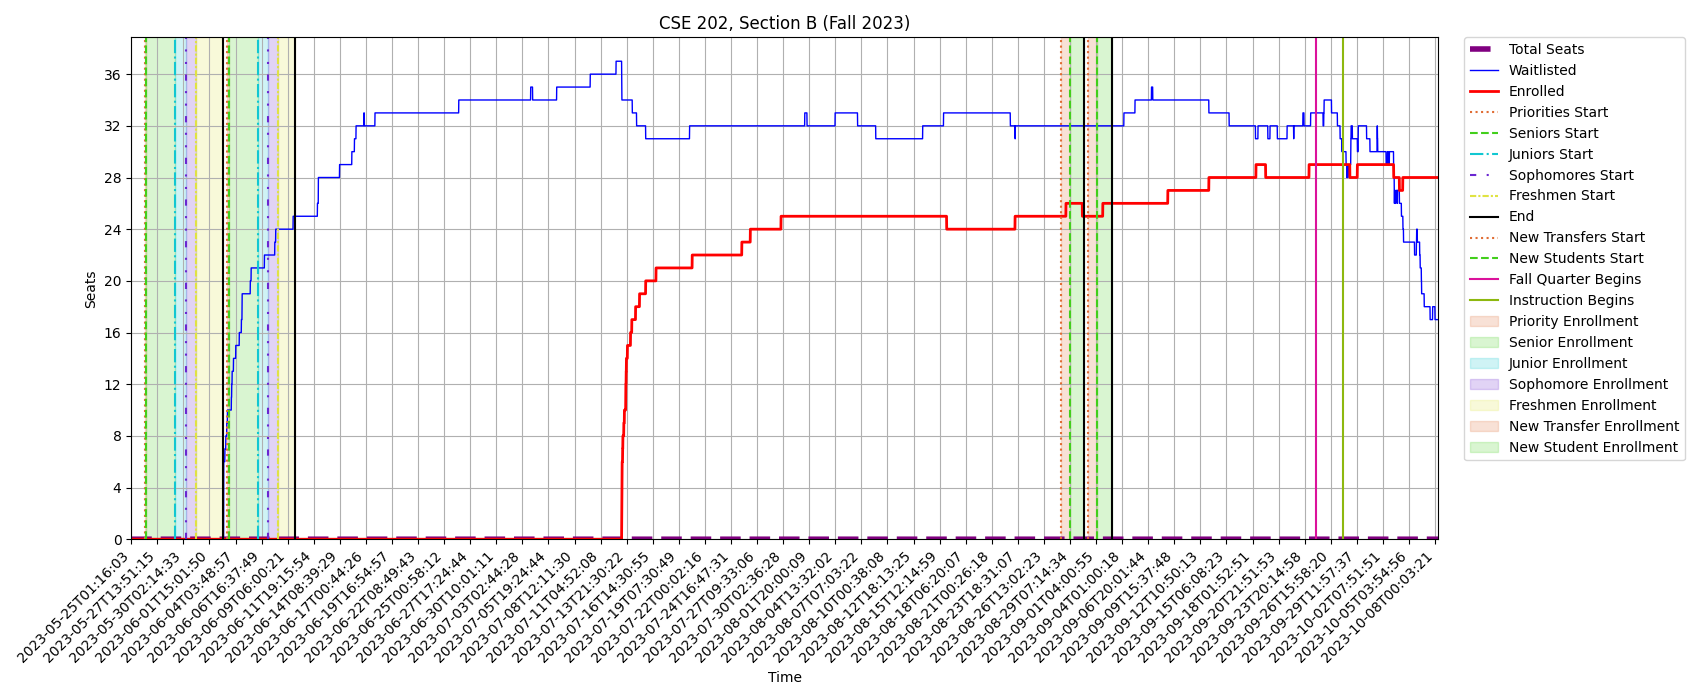 CSE 202, Section B (Fall 2023)
Seats
36
32
28
24
20
16
12
8
4
0
2023-05-25T01:16:03
2023-05-27T13:51:15
2023-05-30T02:14:33
2023-06-01T15:01:50
2023-06-04T03:48:57
2023-06-06T16:37:49
2023-06-09T06:00:21
2023-06-11T19:15:54
2023-06-14T08:39:29
2023-06-17T00:44:26
2023-06-19T16:54:57
2023-06-22T08:49:43
2023-06-25T00:58:12
2023-06-27T17:24:44
2023-06-30T10:01:11
2023-07-03T02:44:28
2023-07-05T19:24:44
2023-07-08T12:11:30
2023-07-11T04:52:08
2023-07-13T21:30:22
2023-07-16T14:30:55
2023-07-19T07:30:49
2023-07-22T00:02:16
2023-07-24T16:47:31
2023-07-27T09:33:06
2023-07-30T02:36:28
2023-08-01T20:00:09
2023-08-04T13:32:02
2023-08-07T07:03:22
2023-08-10T00:38:08
2023-08-12T18:13:25
2023-08-15T12:14:59
2023-08-18T06:20:07
2023-08-21T00:26:18
2023-08-23T18:31:07
2023-08-26T13:02:23
2023-08-29T07:14:34
2023-09-01T04:00:55
2023-09-04T01:00:18
2023-09-06T20:01:44
2023-09-09T15:37:48
2023-09-12T10:50:13
2023-09-15T06:08:23
2023-09-18T01:52:51
2023-09-20T21:51:53
2023-09-23T20:14:58
2023-09-26T15:58:20
2023-09-29T11:57:37
2023-10-02T07:51:51
2023-10-05T03:54:56
2023-10-08T00:03:21
Time
Total Seats
Waitlisted
Enrolled
Priorities Start
Seniors Start
Juniors Start
Sophomores Start
Freshmen Start
End
New Transfers Start
New Students Start
Fall Quarter Begins
Instruction Begins
Priority Enrollment
Senior Enrollment
Junior Enrollment
Sophomore Enrollment
Freshmen Enrollment
New Transfer Enrollment
New Student Enrollment